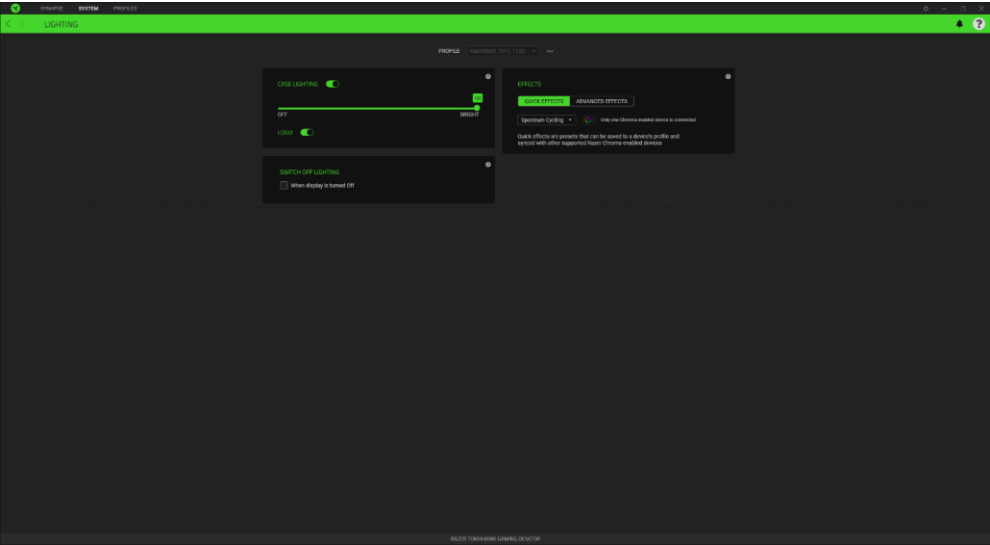 SYNAPSE SYSTEM PROFILES
LIGHTING
PROFILE
CASE LIGHTING
OFF BRIGHT
LOGO
SWITCH OFF LIGHTING
When display is turned Off
EFFECTS
QUICK EFFECTS ADVANCED EFFECTS
Spectrum Cycling Only one Chroma enabled device is connected
Quick effects are presets that can be saved to a device's profile and
synced with other supported Razer Chroma-enabled devices
RAZER TOMAHAWK GAMING DESKTOP